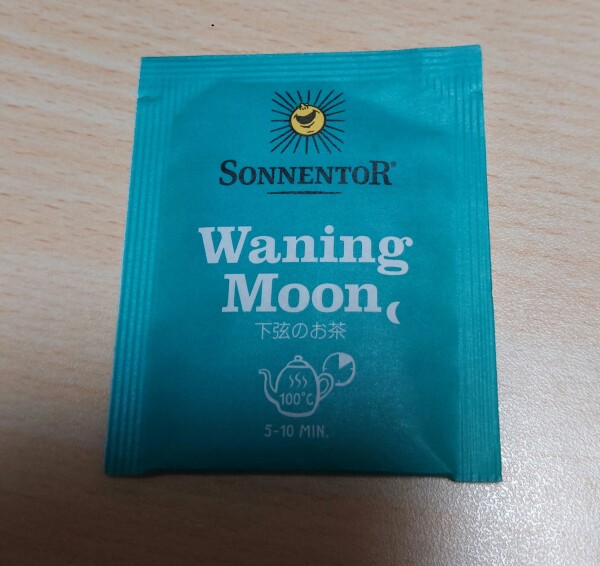 SONNENTOR®
Waning
Moon
下弦のお茶
100°C
5-10 MIN.